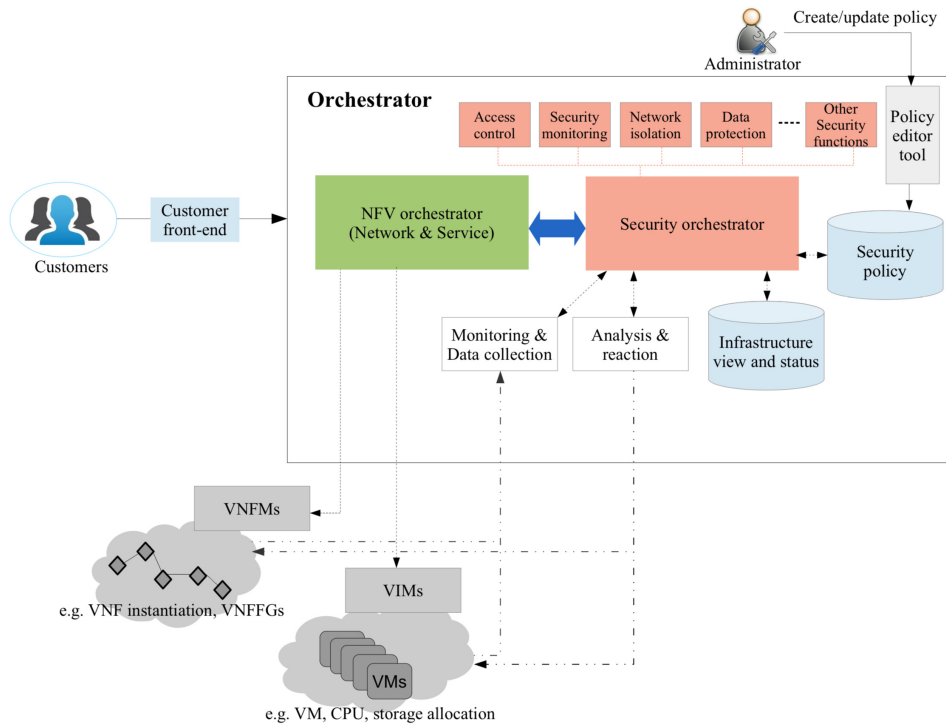 Create/update policy
Administrator
Orchestrator
Access
control
Security
monitoring
Network
isolation
Data
protection
Other
Security
functions
Policy
editor
tool
Customers
Customer
front-end
NFV orchestrator
(Network & Service)
Security orchestrator
Security
policy
Monitoring &
Data collection
Analysis &
reaction
Infrastructure
view and status
VNFMs
e.g. VNF instantiation, VNFFGs
VIMs
VMs
e.g. VM, CPU, storage allocation